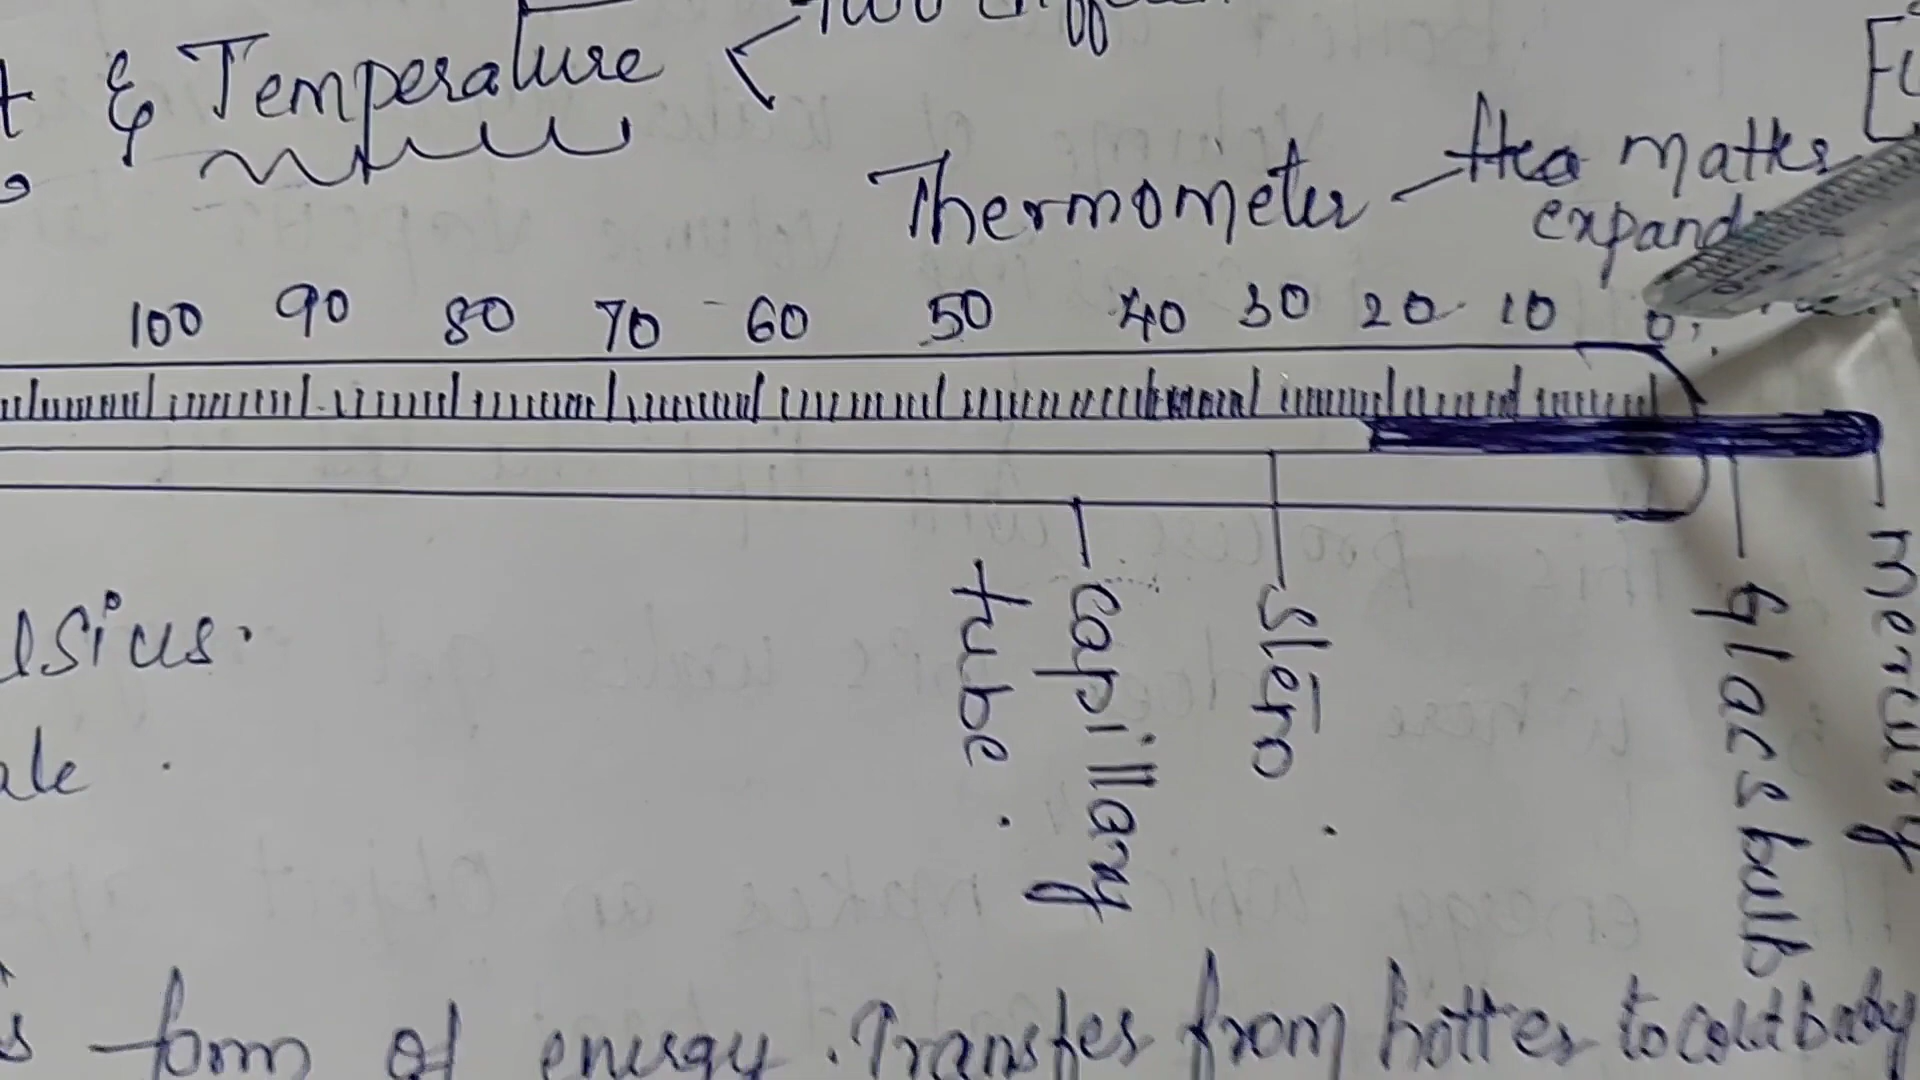 & Temperature
Thermometer - matter
expand
100 90 80 70 60 50 40 30 20 10 0
mercury
Glacs bulb
Stem
capillary
tube.
lsius.
ale.
s form of energy. Transfer from hotter to cold body